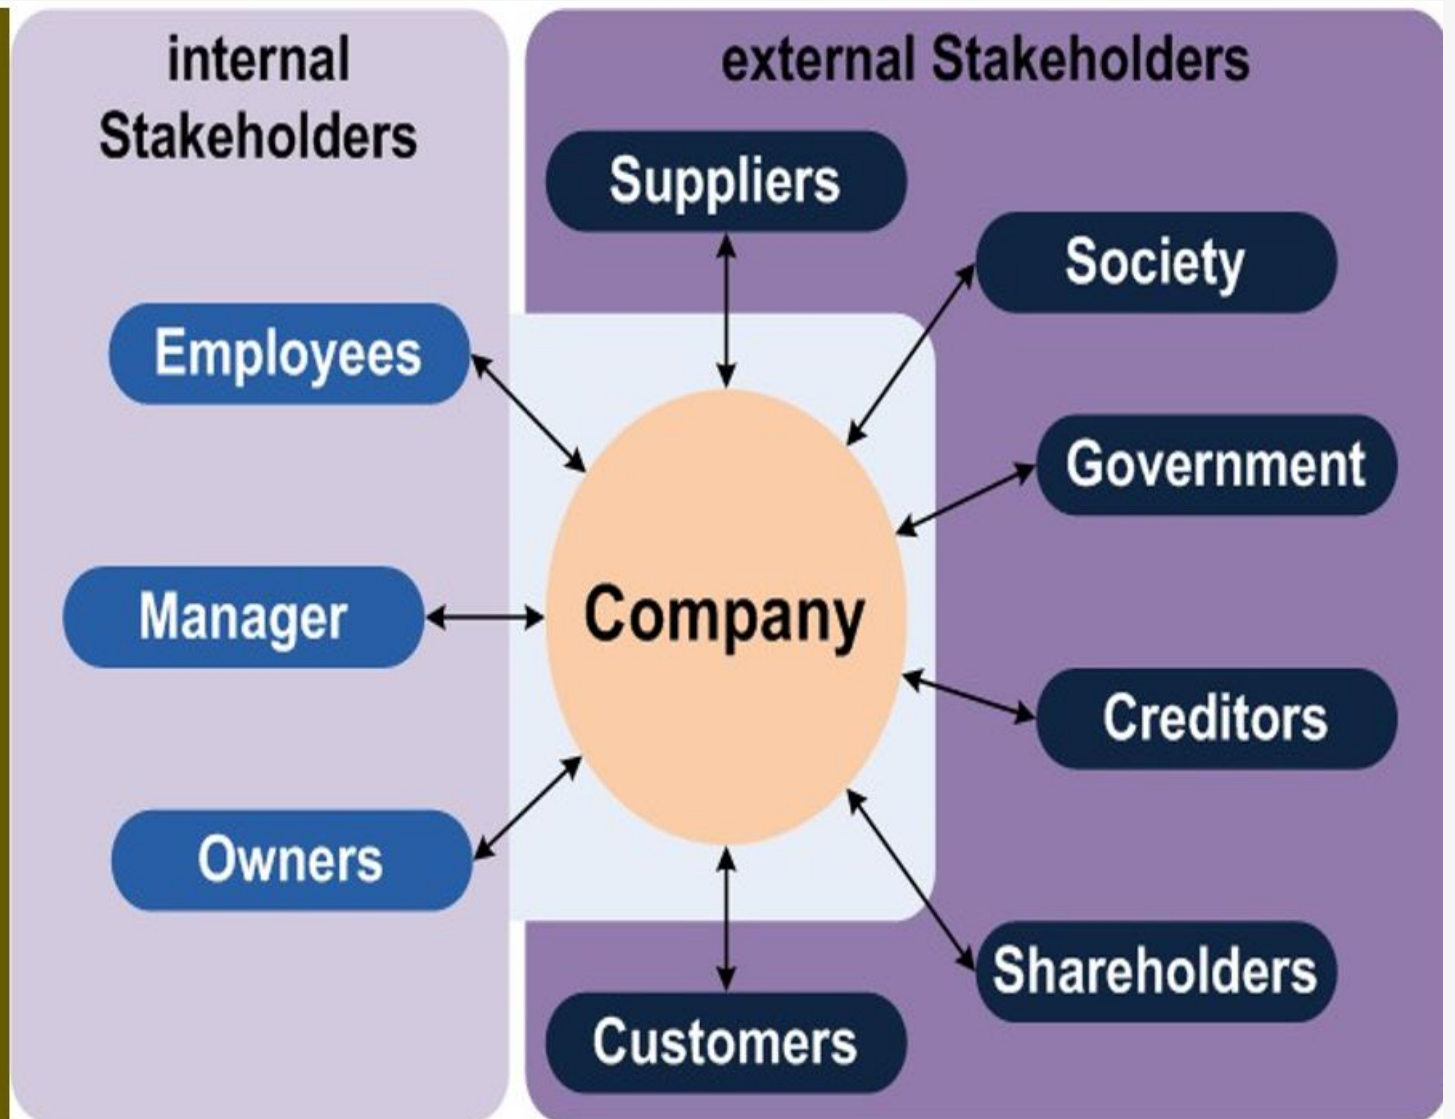 internal
Stakeholders
Employees
Manager
Owners
external Stakeholders
Suppliers
Society
Government
Company
Creditors
Shareholders
Customers